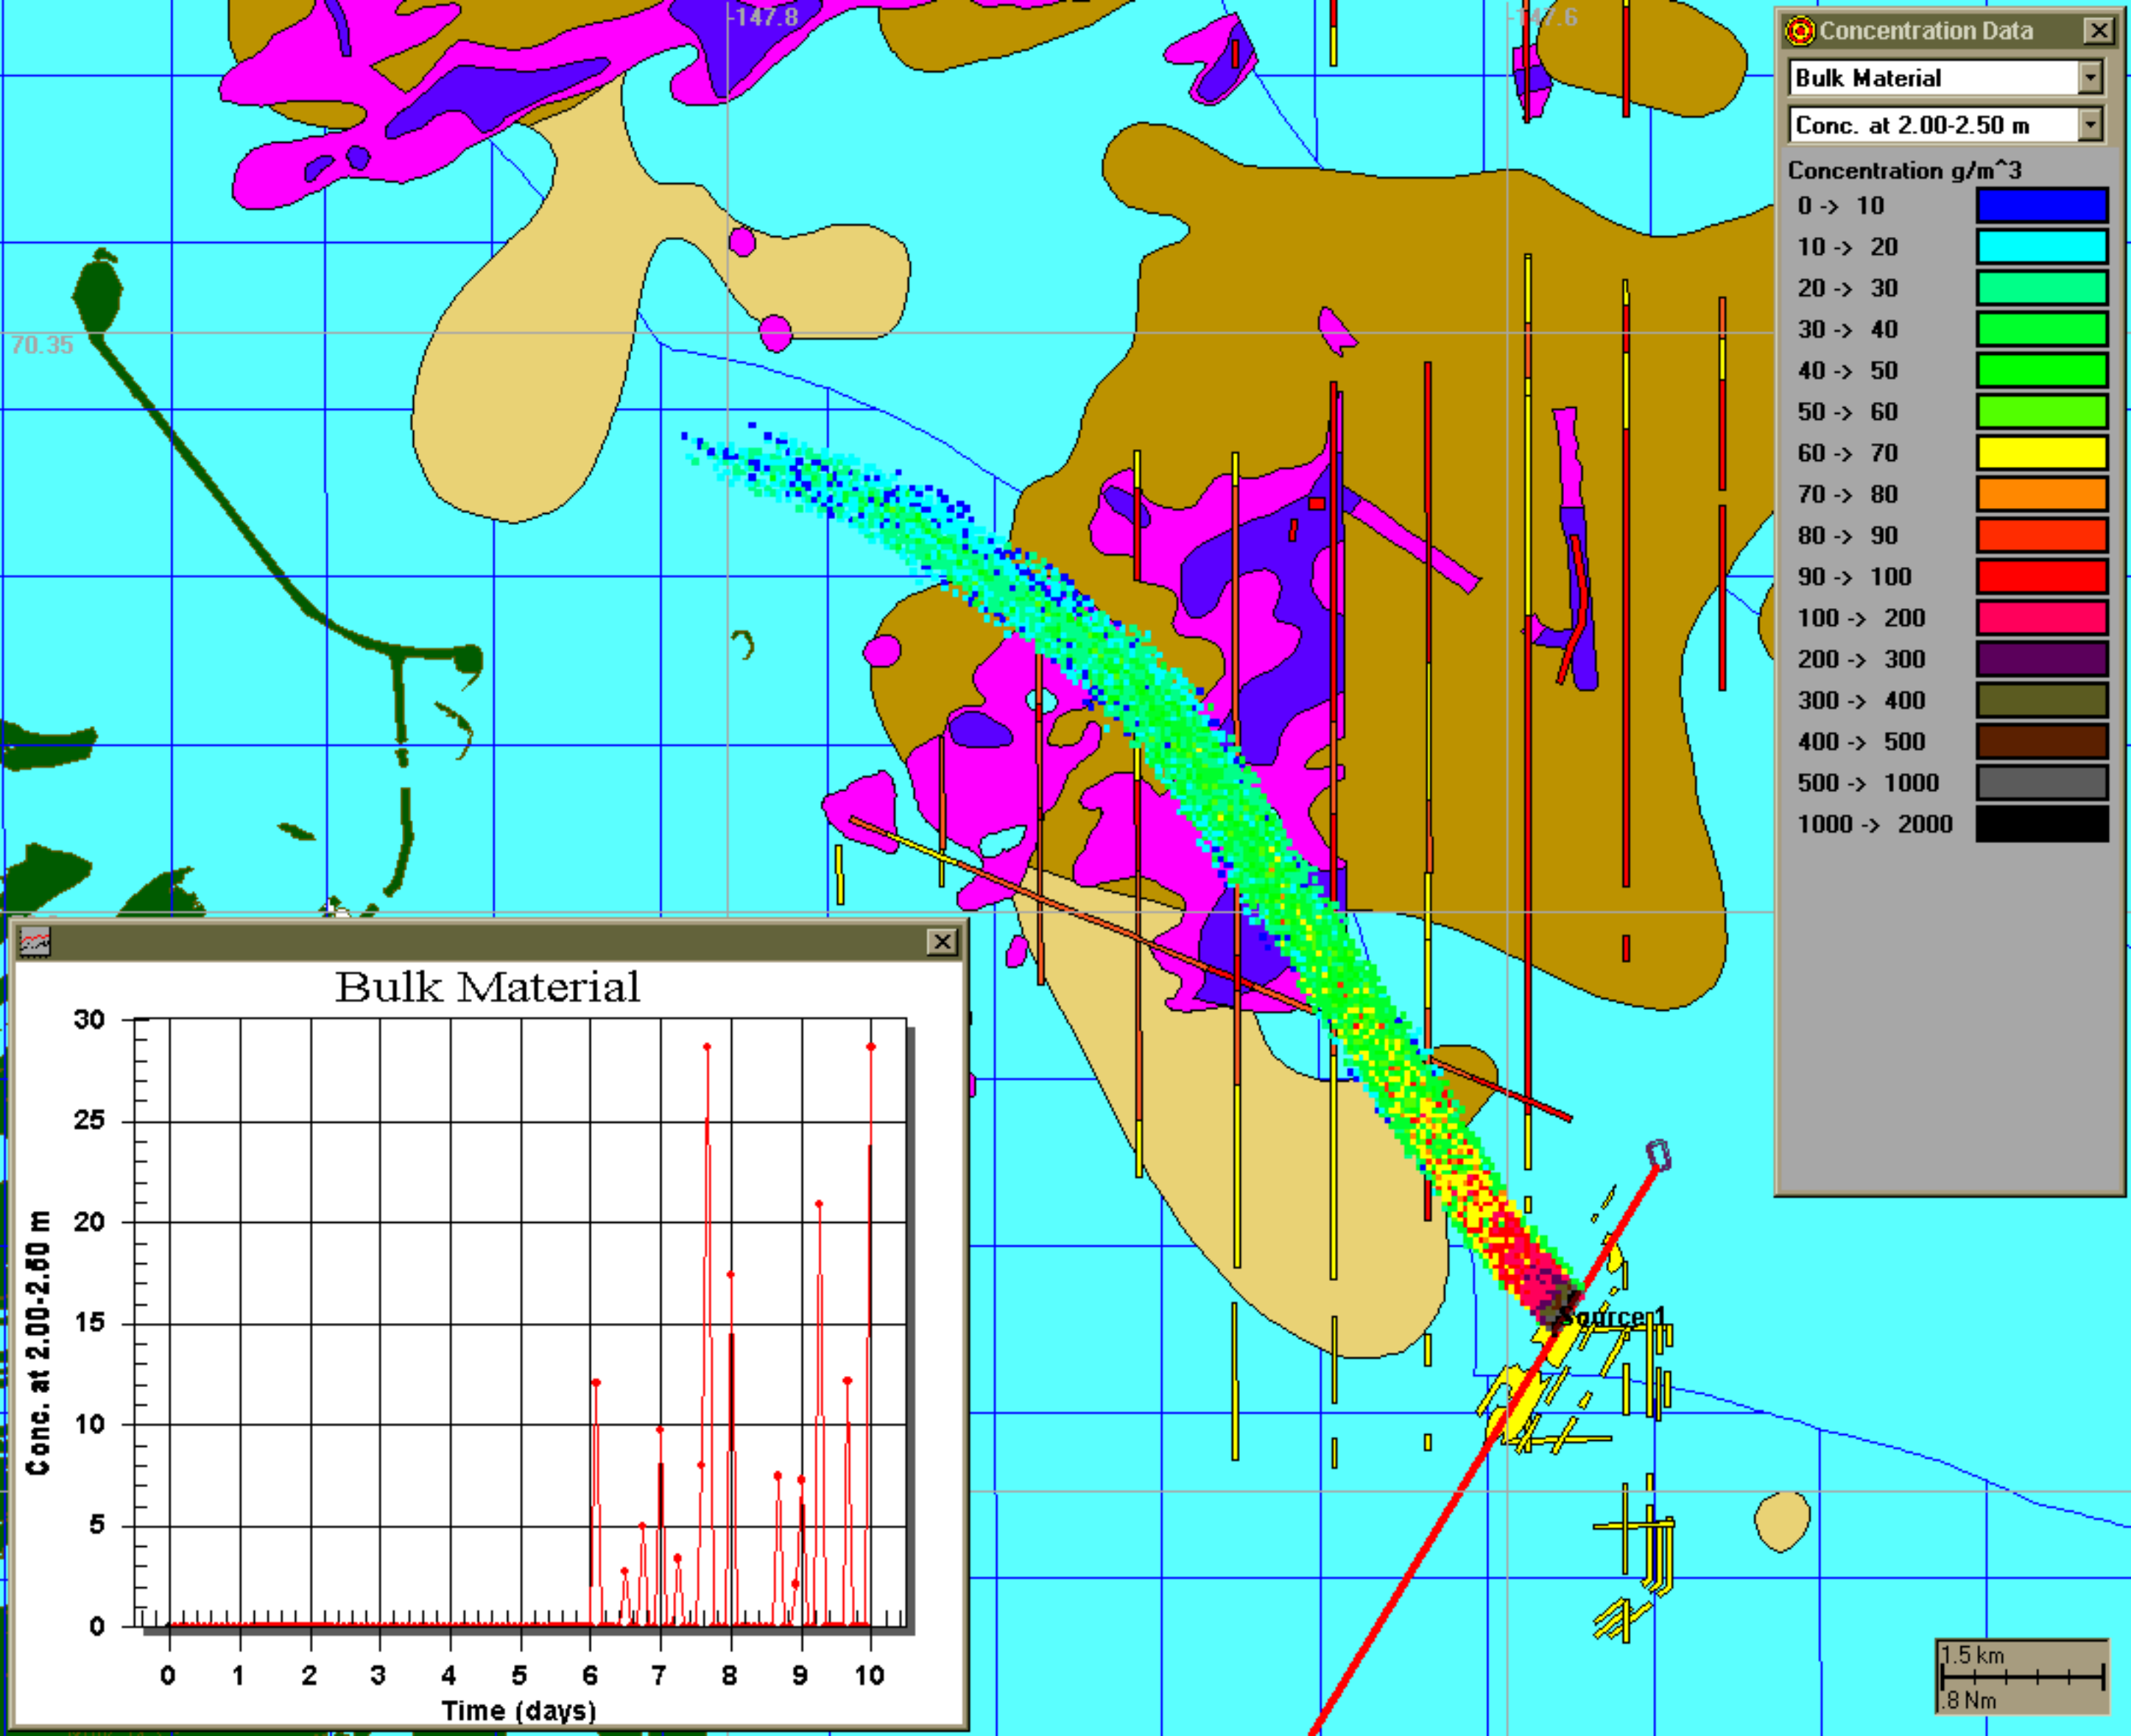 -147.8
-147.6
70.35
Source 1
Concentration Data
Bulk Material
Conc. at 2.00-2.50 m
Concentration g/m^3
0 -> 10
10 -> 20
20 -> 30
30 -> 40
40 -> 50
50 -> 60
60 -> 70
70 -> 80
80 -> 90
90 -> 100
100 -> 200
200 -> 300
300 -> 400
400 -> 500
500 -> 1000
1000 -> 2000
Bulk Material
Conc. at 2.00-2.50 m
30
25
20
15
10
5
0
0 1 2 3 4 5 6 7 8 9 10
Time (days)
1.5 km
.8 Nm